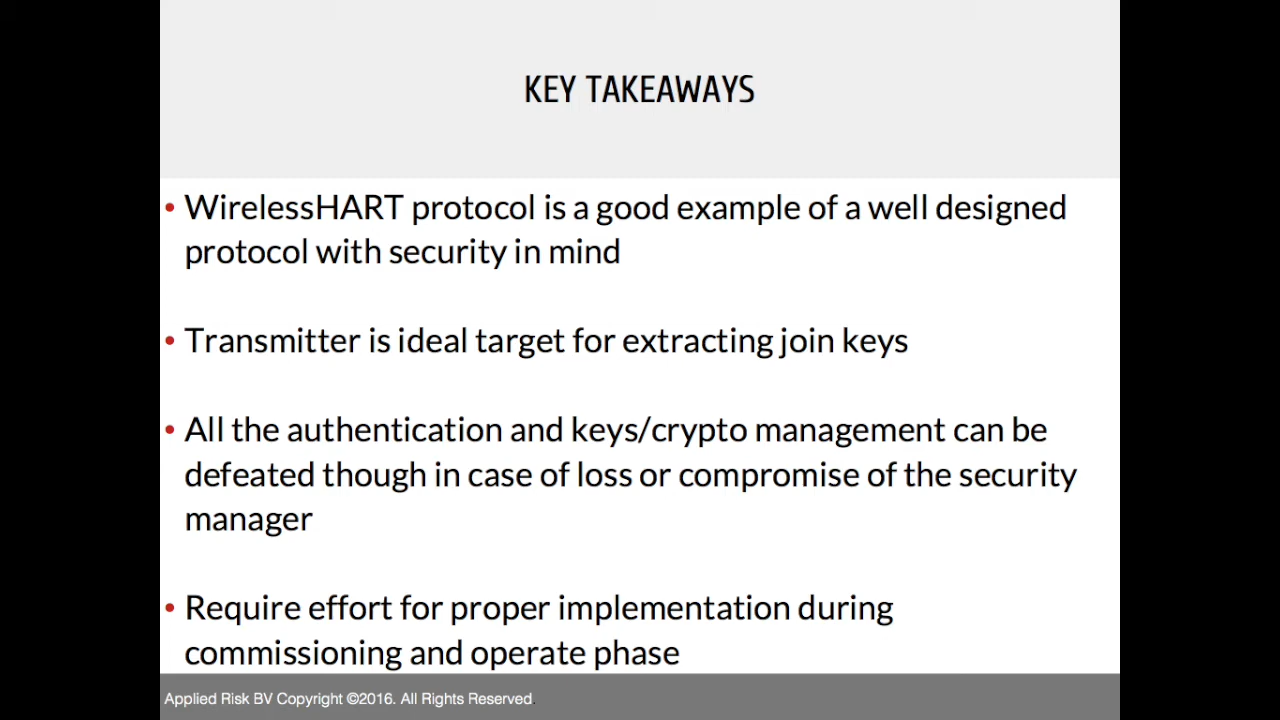 KEY TAKEAWAYS
• WirelessHART protocol is a good example of a well designed
protocol with security in mind
• Transmitter is ideal target for extracting join keys
• All the authentication and keys/crypto management can be
defeated though in case of loss or compromise of the security
manager
• Require effort for proper implementation during
commissioning and operate phase
Applied Risk BV Copyright ©2016. All Rights Reserved.